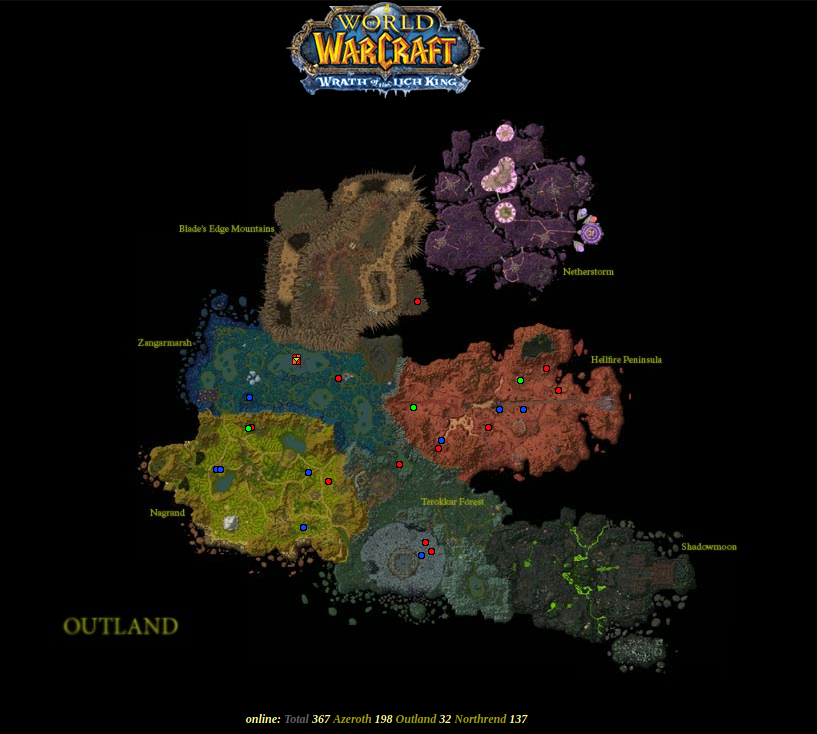 WORLD
OF
WARCRAFT
WRATH of the LICH KING
Blade's Edge Mountains
Netherstorm
Zangarmarsh
Hellfire Peninsula
Terokkar Forest
Nagrand
Shadowmoon
OUTLAND
online: Total 367 Azeroth 198 Outland 32 Northrend 137